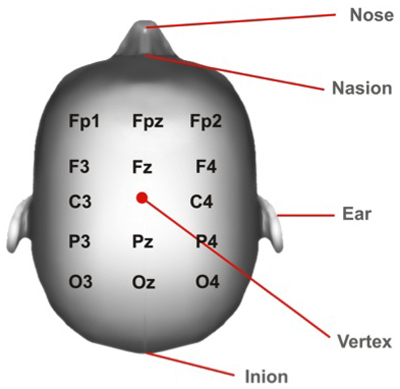 Nose
Nasion
Fp1 Fpz Fp2
F3 Fz F4
C3 C4
Ear
P3 Pz P4
O3 Oz O4
Vertex
Inion